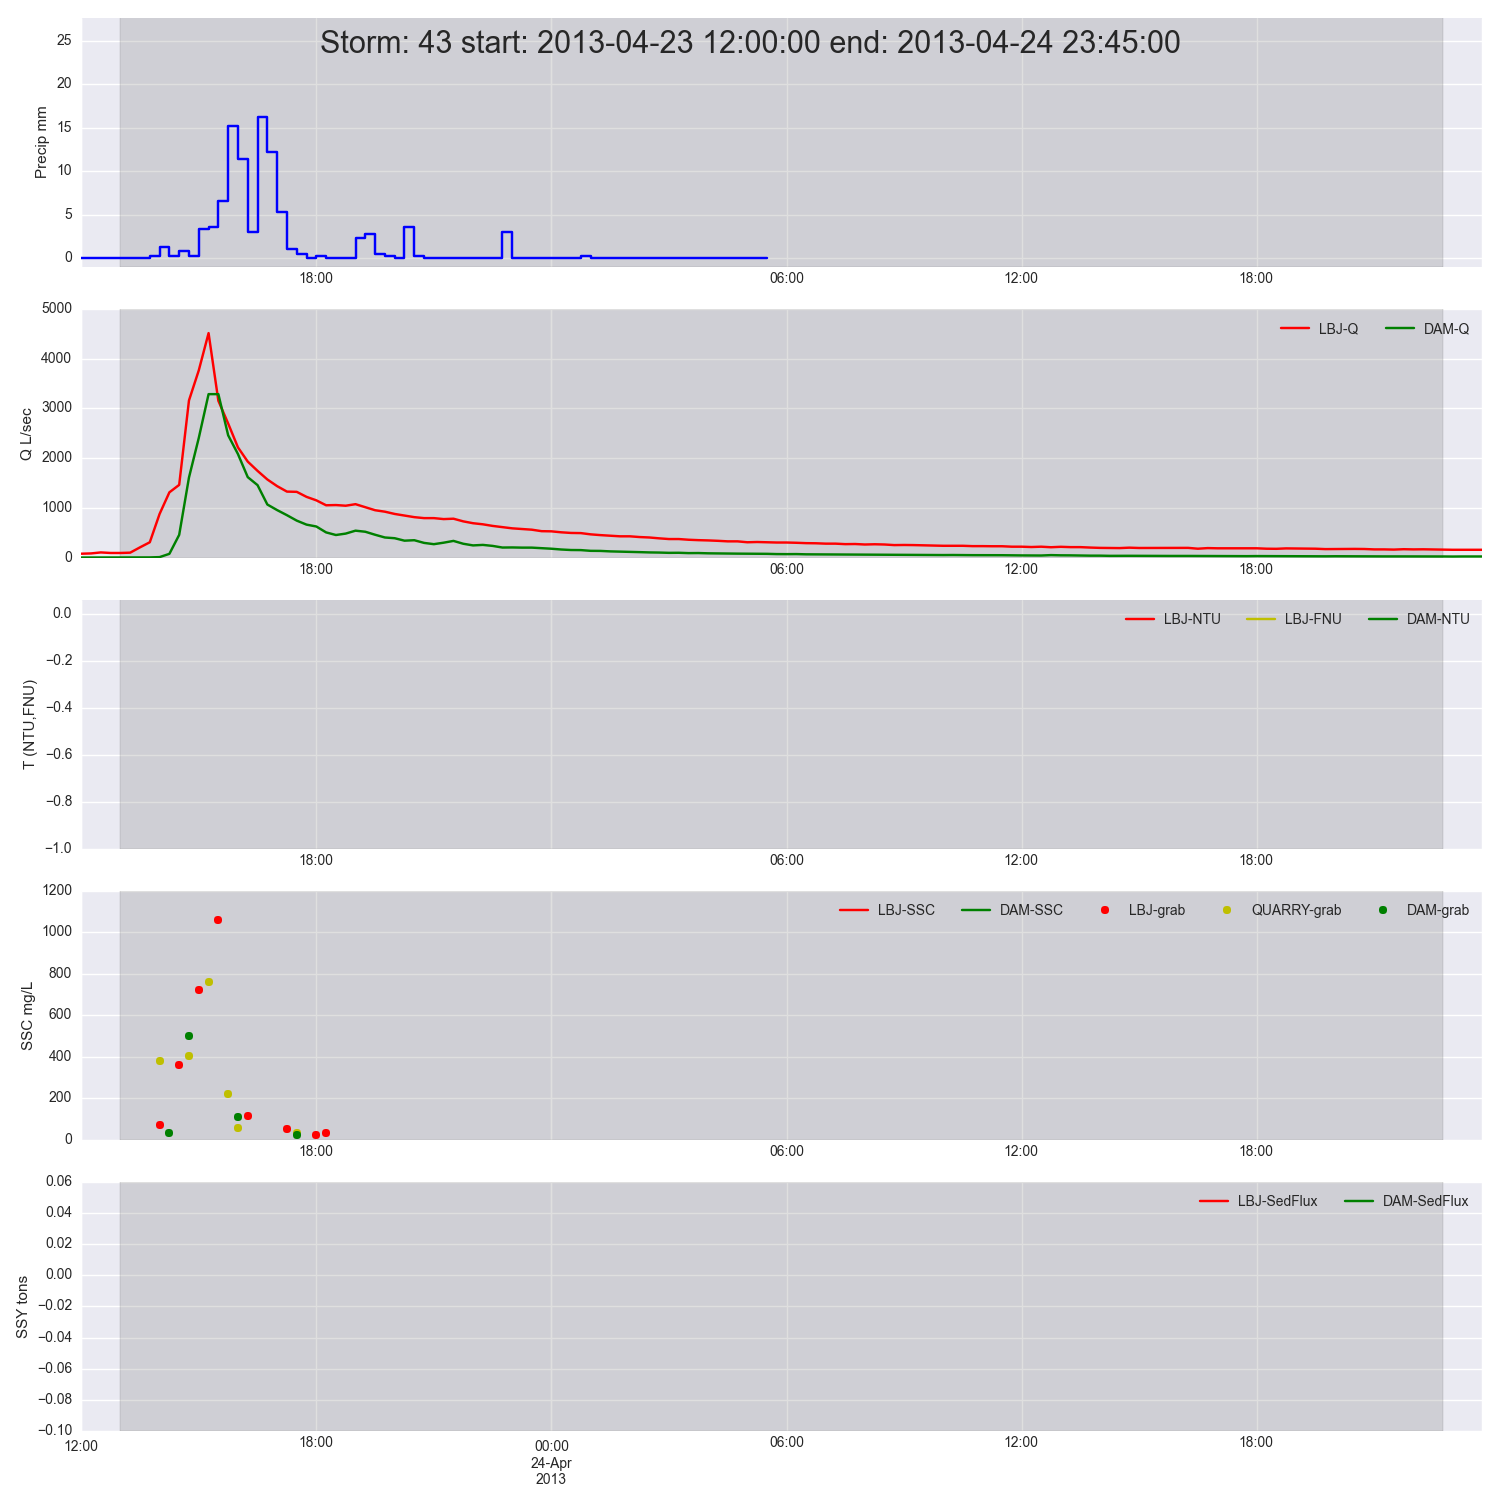 Storm: 43 start: 2013-04-23 12:00:00 end: 2013-04-24 23:45:00
Precip mm
25
20
15
10
5
0
18:00 06:00 12:00 18:00
Q L/sec
5000
4000
3000
2000
1000
0
LBJ-Q DAM-Q
18:00 06:00 12:00 18:00
T (NTU,FNU)
0.0
−0.2
−0.4
−0.6
−0.8
−1.0
LBJ-NTU LBJ-FNU DAM-NTU
18:00 06:00 12:00 18:00
SSC mg/L
1200
1000
800
600
400
200
0
LBJ-SSC DAM-SSC LBJ-grab QUARRY-grab DAM-grab
18:00 06:00 12:00 18:00
SSY tons
0.06
0.04
0.02
0.00
−0.02
−0.04
−0.06
−0.08
−0.10
LBJ-SedFlux DAM-SedFlux
12:00 18:00 00:00 06:00 12:00 18:00
24-Apr
2013